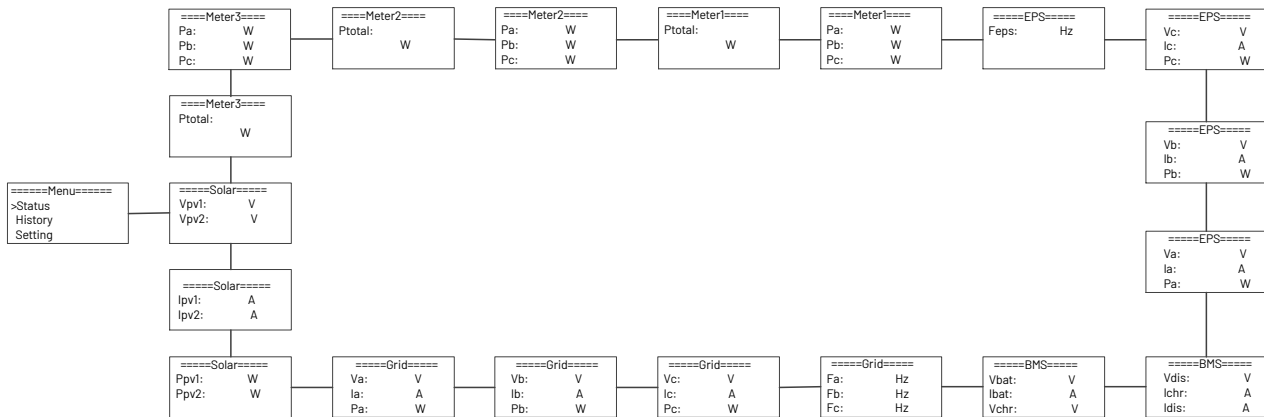 ====Meter3====
Pa: W
Pb: W
Pc: W
====Meter2====
Ptotal:
W
====Meter2====
Pa: W
Pb: W
Pc: W
====Meter1====
Ptotal:
W
====Meter1====
Pa: W
Pb: W
Pc: W
=====EPS=====
Feps: Hz
=====EPS=====
Vc: V
Ic: A
Pc: W
====Meter3====
Ptotal:
W
=====EPS=====
Vb: V
Ib: A
Pb: W
======Menu======
>Status
History
Setting
=====Solar=====
Vpv1: V
Vpv2: V
=====EPS=====
Va: V
Ia: A
Pa: W
=====Solar=====
Ipv1: A
Ipv2: A
=====Solar=====
Ppv1: W
Ppv2: W
=====Grid=====
Va: V
Ia: A
Pa: W
=====Grid=====
Vb: V
Ib: A
Pb: W
=====Grid=====
Vc: V
Ic: A
Pc: W
=====Grid=====
Fa: Hz
Fb: Hz
Fc: Hz
=====BMS=====
Vbat: V
Ibat: A
Vchr: V
=====BMS=====
Vdis: V
Ichr: A
Idis: A